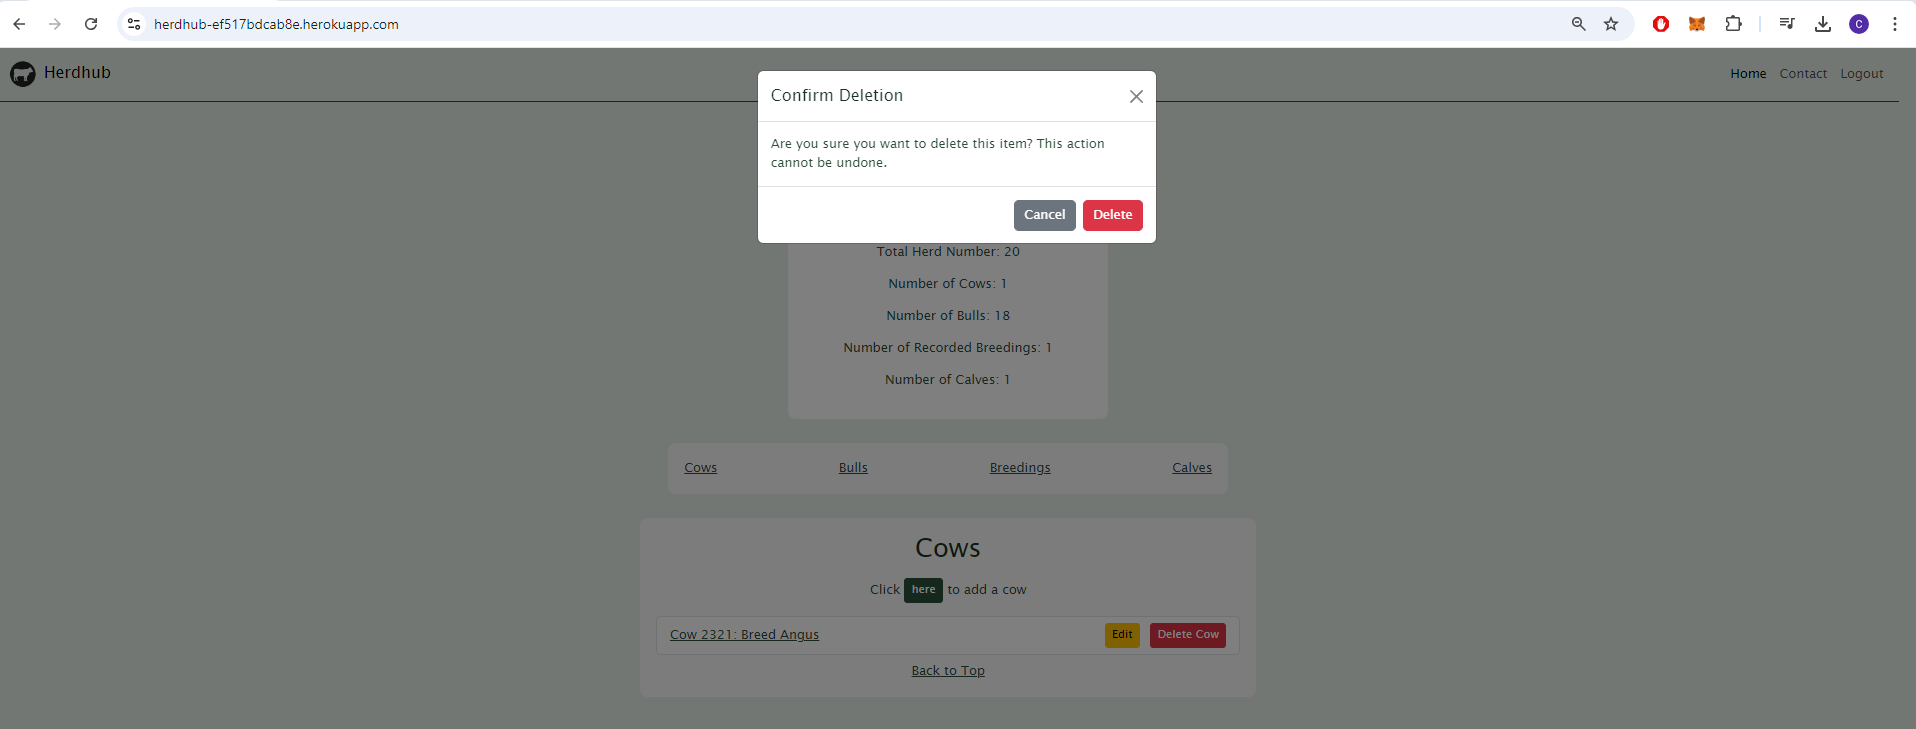 herdhub-ef517bdcab8e.herokuapp.com
C
Herdhub
Home Contact Logout
Confirm Deletion
Are you sure you want to delete this item? This action
cannot be undone.
Cancel Delete
Total Herd Number: 20
Number of Cows: 1
Number of Bulls: 18
Number of Recorded Breedings: 1
Number of Calves: 1
Cows Bulls Breedings Calves
Cows
Click here to add a cow
Cow 2321: Breed Angus Edit Delete Cow
Back to Top